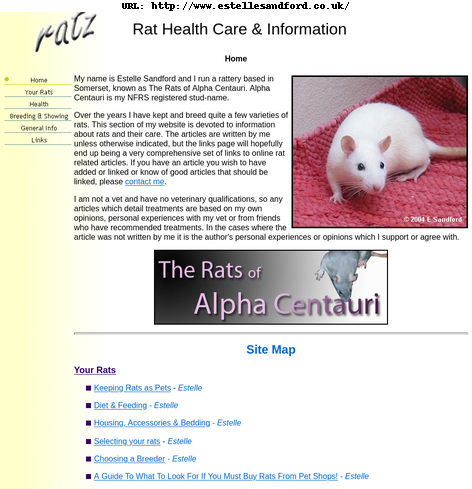 URL: http://www.estellesandford.co.uk/
ratz
Rat Health Care & Information
Home
Home
Your Rats
Health
Breeding & Showing
General Info
Links
My name is Estelle Sandford and I run a rattery based in
Somerset, known as The Rats of Alpha Centauri. Alpha
Centauri is my NFRS registered stud-name.
Over the years I have kept and breed quite a few varieties of
rats. This section of my website is devoted to information
about rats and their care. The articles are written by me
unless otherwise indicated, but the links page will hopefully
end up being a very comprehensive set of links to online rat
related articles. If you have an article you wish to have
added or linked or know of good articles that should be
linked, please contact me.
© 2004 E Sandford
I am not a vet and have no veterinary qualifications, so any
articles which detail treatments are based on my own
opinions, personal experiences with my vet or from friends
who have recommended treatments. In the cases where the
article was not written by me it is the author's personal experiences or opinions which I support or agree with.
The Rats of
Alpha Centauri
Site Map
Your Rats
Keeping Rats as Pets - Estelle
Diet & Feeding - Estelle
Housing, Accessories & Bedding - Estelle
Selecting your rats - Estelle
Choosing a Breeder - Estelle
A Guide To What To Look For If You Must Buy Rats From Pet Shops! - Estelle